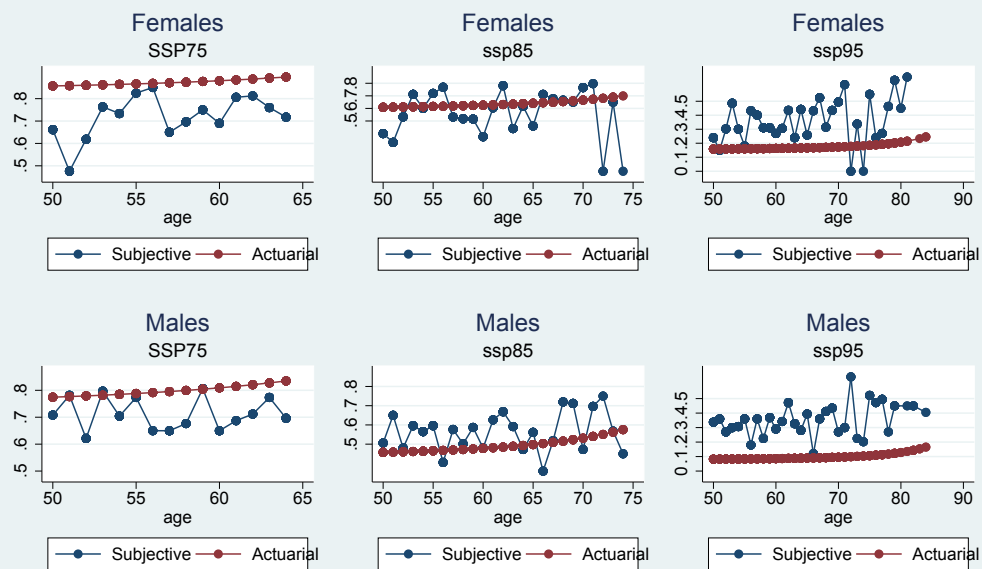 Females
SSP75
.5 .6 .7 .8
50 55 60 65
age
Subjective Actuarial
Females
ssp85
.5.6.7.8
50 55 60 65 70 75
age
Subjective Actuarial
Females
ssp95
0.1.2.3.4.5
50 60 70 80 90
age
Subjective Actuarial
Males
SSP75
.5 .6 .7 .8
50 55 60 65
age
Subjective Actuarial
Males
ssp85
.5 .6 .7 .8
50 55 60 65 70 75
age
Subjective Actuarial
Males
ssp95
0.1.2.3.4.5
50 60 70 80 90
age
Subjective Actuarial